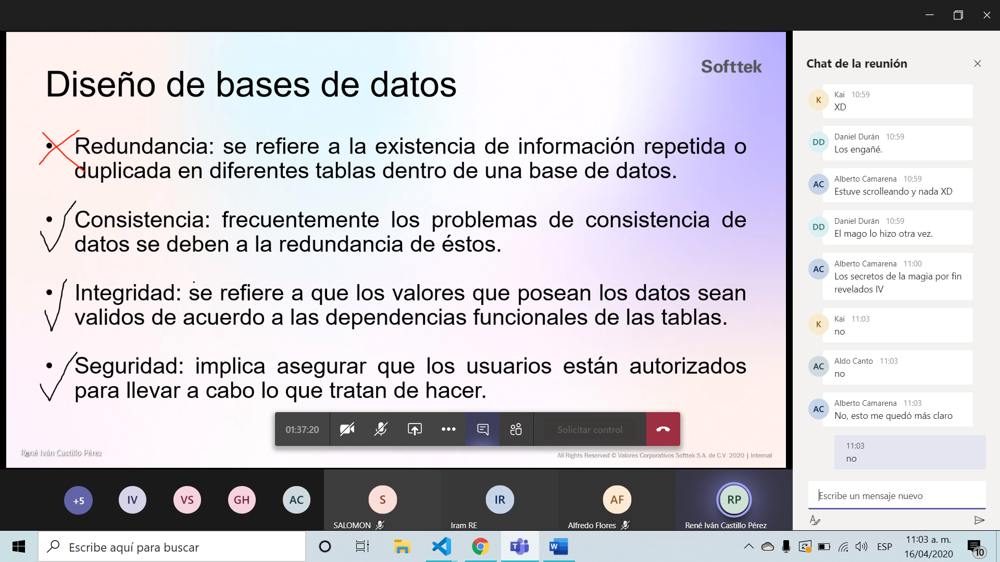 Diseño de bases de datos
Softtek
• Redundancia: se refiere a la existencia de información repetida o
duplicada en diferentes tablas dentro de una base de datos.
• Consistencia: frecuentemente los problemas de consistencia de
datos se deben a la redundancia de éstos.
• Integridad: se refiere a que los valores que posean los datos sean
validos de acuerdo a las dependencias funcionales de las tablas.
• Seguridad: implica asegurar que los usuarios están autorizados
para llevar a cabo lo que tratan de hacer.
01:37:20
Solicitar control
René Iván Castillo Pérez
All Rights Reserved © Valores Corporativos Softtek S.A. de C.V. 2020 | Internal
+5
IV
VS
GH
AC
S
SALOMON
IR
Iram RE
AF
Alfredo Flores
RP
René Iván Castillo Pérez
Chat de la reunión
K
Kai 10:59
XD
DD
Daniel Durán 10:59
Los engañé.
AC
Alberto Camarena 10:59
Estuve scrolleando y nada XD
DD
Daniel Durán 10:59
El mago lo hizo otra vez.
AC
Alberto Camarena 11:00
Los secretos de la magia por fin
revelados IV
K
Kai 11:03
no
AC
Aldo Canto 11:03
no
AC
Alberto Camarena 11:03
No, esto me quedó más claro
11:03
no
Escribe un mensaje nuevo
Escribe aquí para buscar
ESP
11:03 a. m.
16/04/2020
10